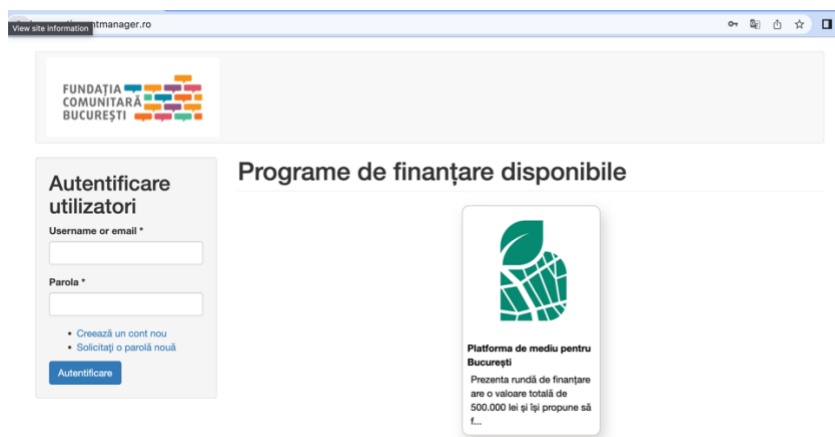 View site information
ntmanager.ro
FUNDAȚIA
COMUNITARĂ
BUCUREȘTI
Autentificare
utilizatori
Username or email *
Parola *
• Creează un cont nou
• Solicitați o parolă nouă
Autentificare
Programe de finanțare disponibile
Platforma de mediu pentru
București
Prezenta rundă de finanțare
are o valoare totală de
500.000 lei și își propune să
f...